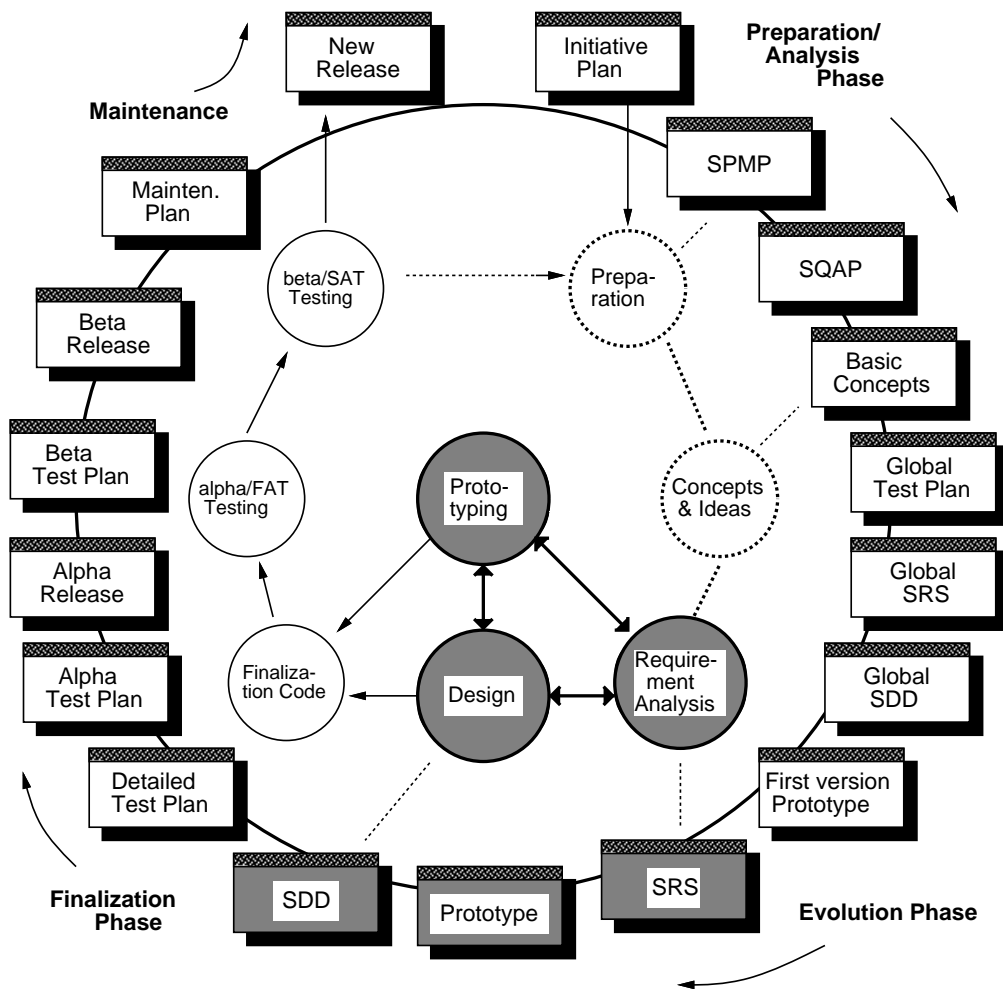 New
Release
Initiative
Plan
Preparation/
Analysis
Phase
Maintenance
SPMP
Mainten.
Plan
SQAP
beta/SAT
Testing
Prepa-
ration
Beta
Release
Basic
Concepts
Beta
Test Plan
alpha/FAT
Testing
Proto-
typing
Concepts
& Ideas
Global
Test Plan
Alpha
Release
Global
SRS
Alpha
Test Plan
Finaliza-
tion Code
Design
Require-
ment
Analysis
Global
SDD
Detailed
Test Plan
First version
Prototype
Finalization
Phase
SDD
Prototype
SRS
Evolution Phase